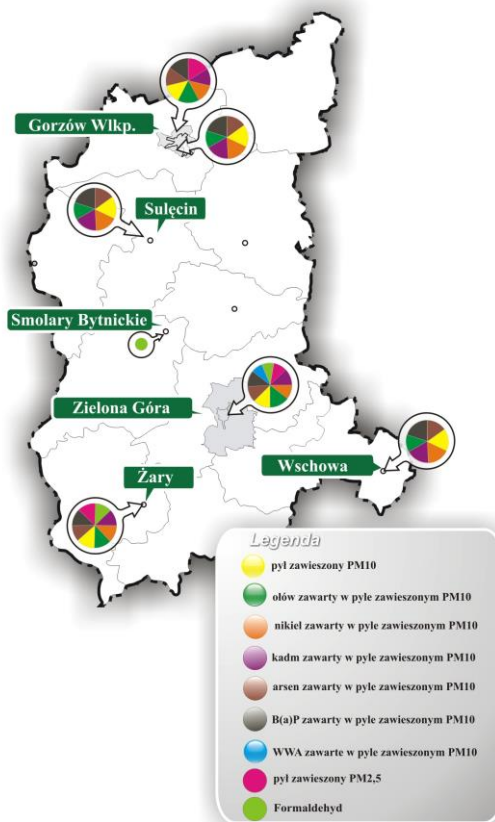 Gorzów Wlkp.
Sulęcin
Smolary Bytnickie
Zielona Góra
Wschowa
Żary
Legenda
pył zawieszony PM10
ołów zawarty w pyle zawieszonym PM10
nikiel zawarty w pyle zawieszonym PM10
kadm zawarty w pyle zawieszonym PM10
arsen zawarty w pyle zawieszonym PM10
B(a)P zawarty w pyle zawieszonym PM10
WWA zawarte w pyle zawieszonym PM10
pył zawieszony PM2,5
Formaldehyd